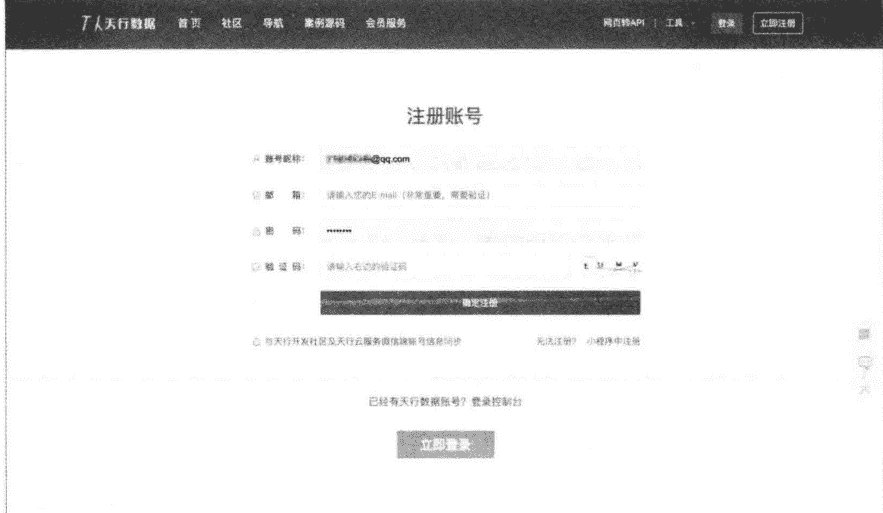 天行数据 首页 社区 导航 案例源码 会员服务 网页转API | 工具 登录 立即注册
注册账号
账号昵称: @qq.com
邮箱: 请输入您的E-mail（非常重要，需要验证）
密码: ••••••••
验证码: 请输入右边的验证码
确定注册
与天行开发社区及天行云服务微信端账号信息同步 无法注册? 小程序中注册
已经有天行数据账号? 登录控制台
立即登录